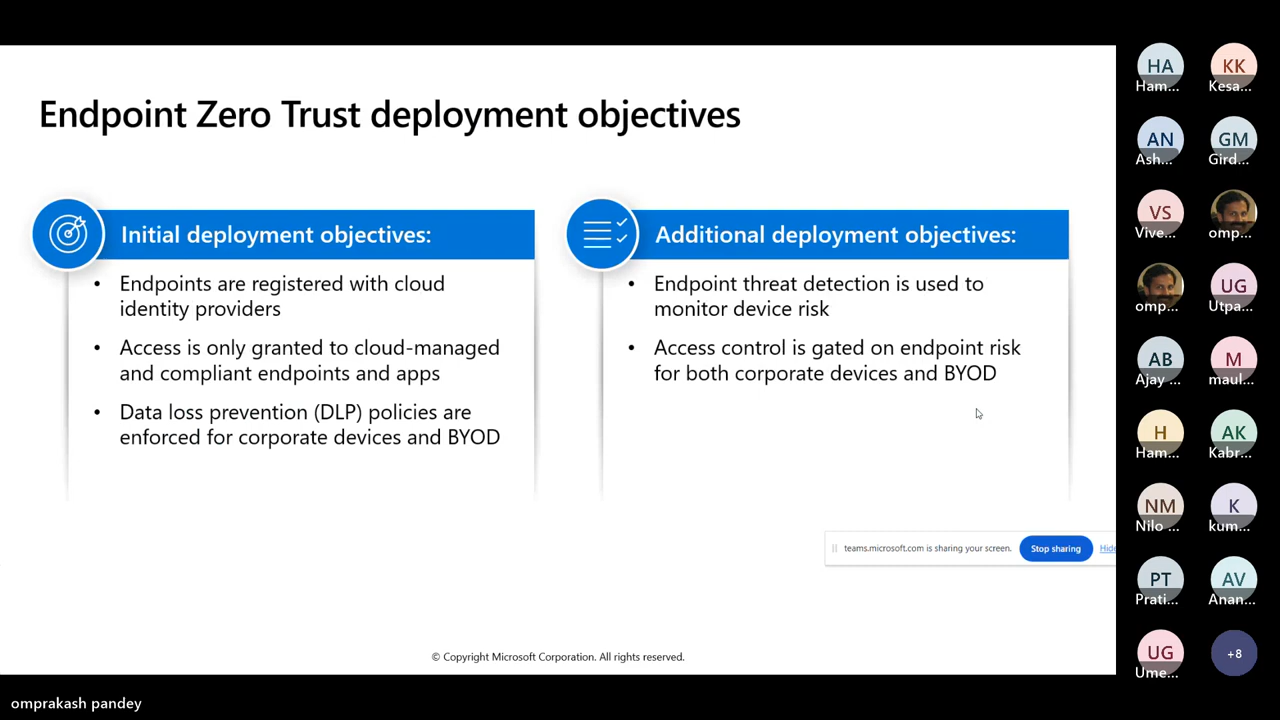 Endpoint Zero Trust deployment objectives
Initial deployment objectives:
• Endpoints are registered with cloud
identity providers
• Access is only granted to cloud-managed
and compliant endpoints and apps
• Data loss prevention (DLP) policies are
enforced for corporate devices and BYOD
Additional deployment objectives:
• Endpoint threat detection is used to
monitor device risk
• Access control is gated on endpoint risk
for both corporate devices and BYOD
teams.microsoft.com is sharing your screen. Stop sharing Hide
© Copyright Microsoft Corporation. All rights reserved.
omprakash pandey
HA KK
Ham... Kesa...
AN GM
Ash... Gird...
VS
Vive... omp...
UG
omp... Utpa...
AB M
Ajay ... maul...
H AK
Ham... Kabr...
NM K
Nilo ... kum...
PT AV
Prati... Anan...
UG +8
Ume...